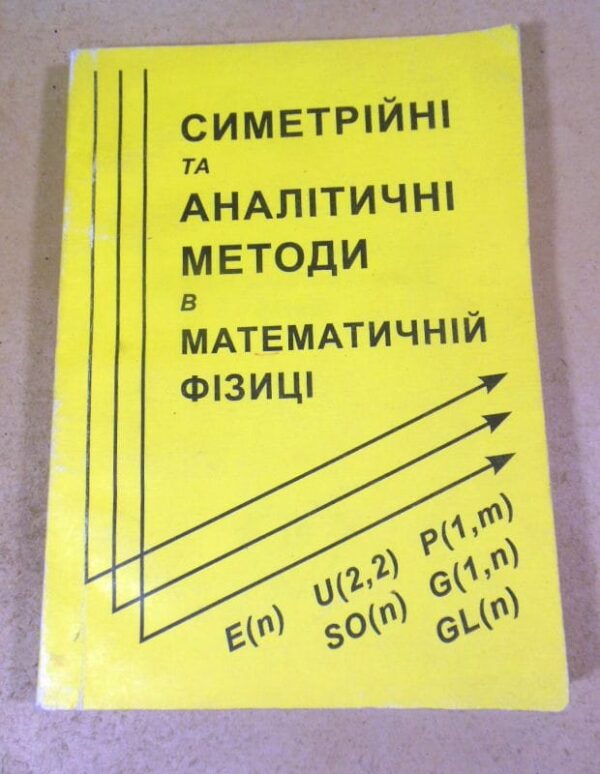 СИМЕТРІЙНІ
ТА
АНАЛІТИЧНІ
МЕТОДИ
В
МАТЕМАТИЧНІЙ
ФІЗИЦІ
E(n) U(2,2) P(1,m)
SO(n) G(1,n)
GL(n)